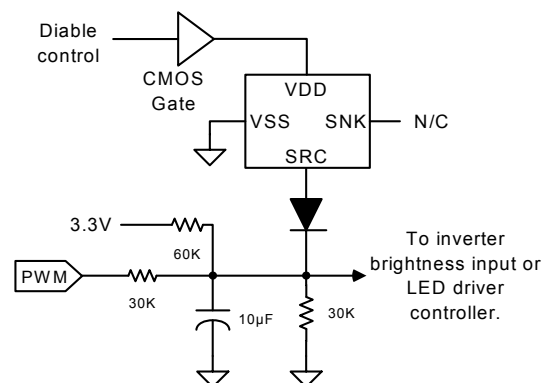 Diable
control
CMOS
Gate
VDD
VSS
SNK
N/C
SRC
3.3V
60K
PWM
30K
10µF
30K
To inverter
brightness input or
LED driver
controller.